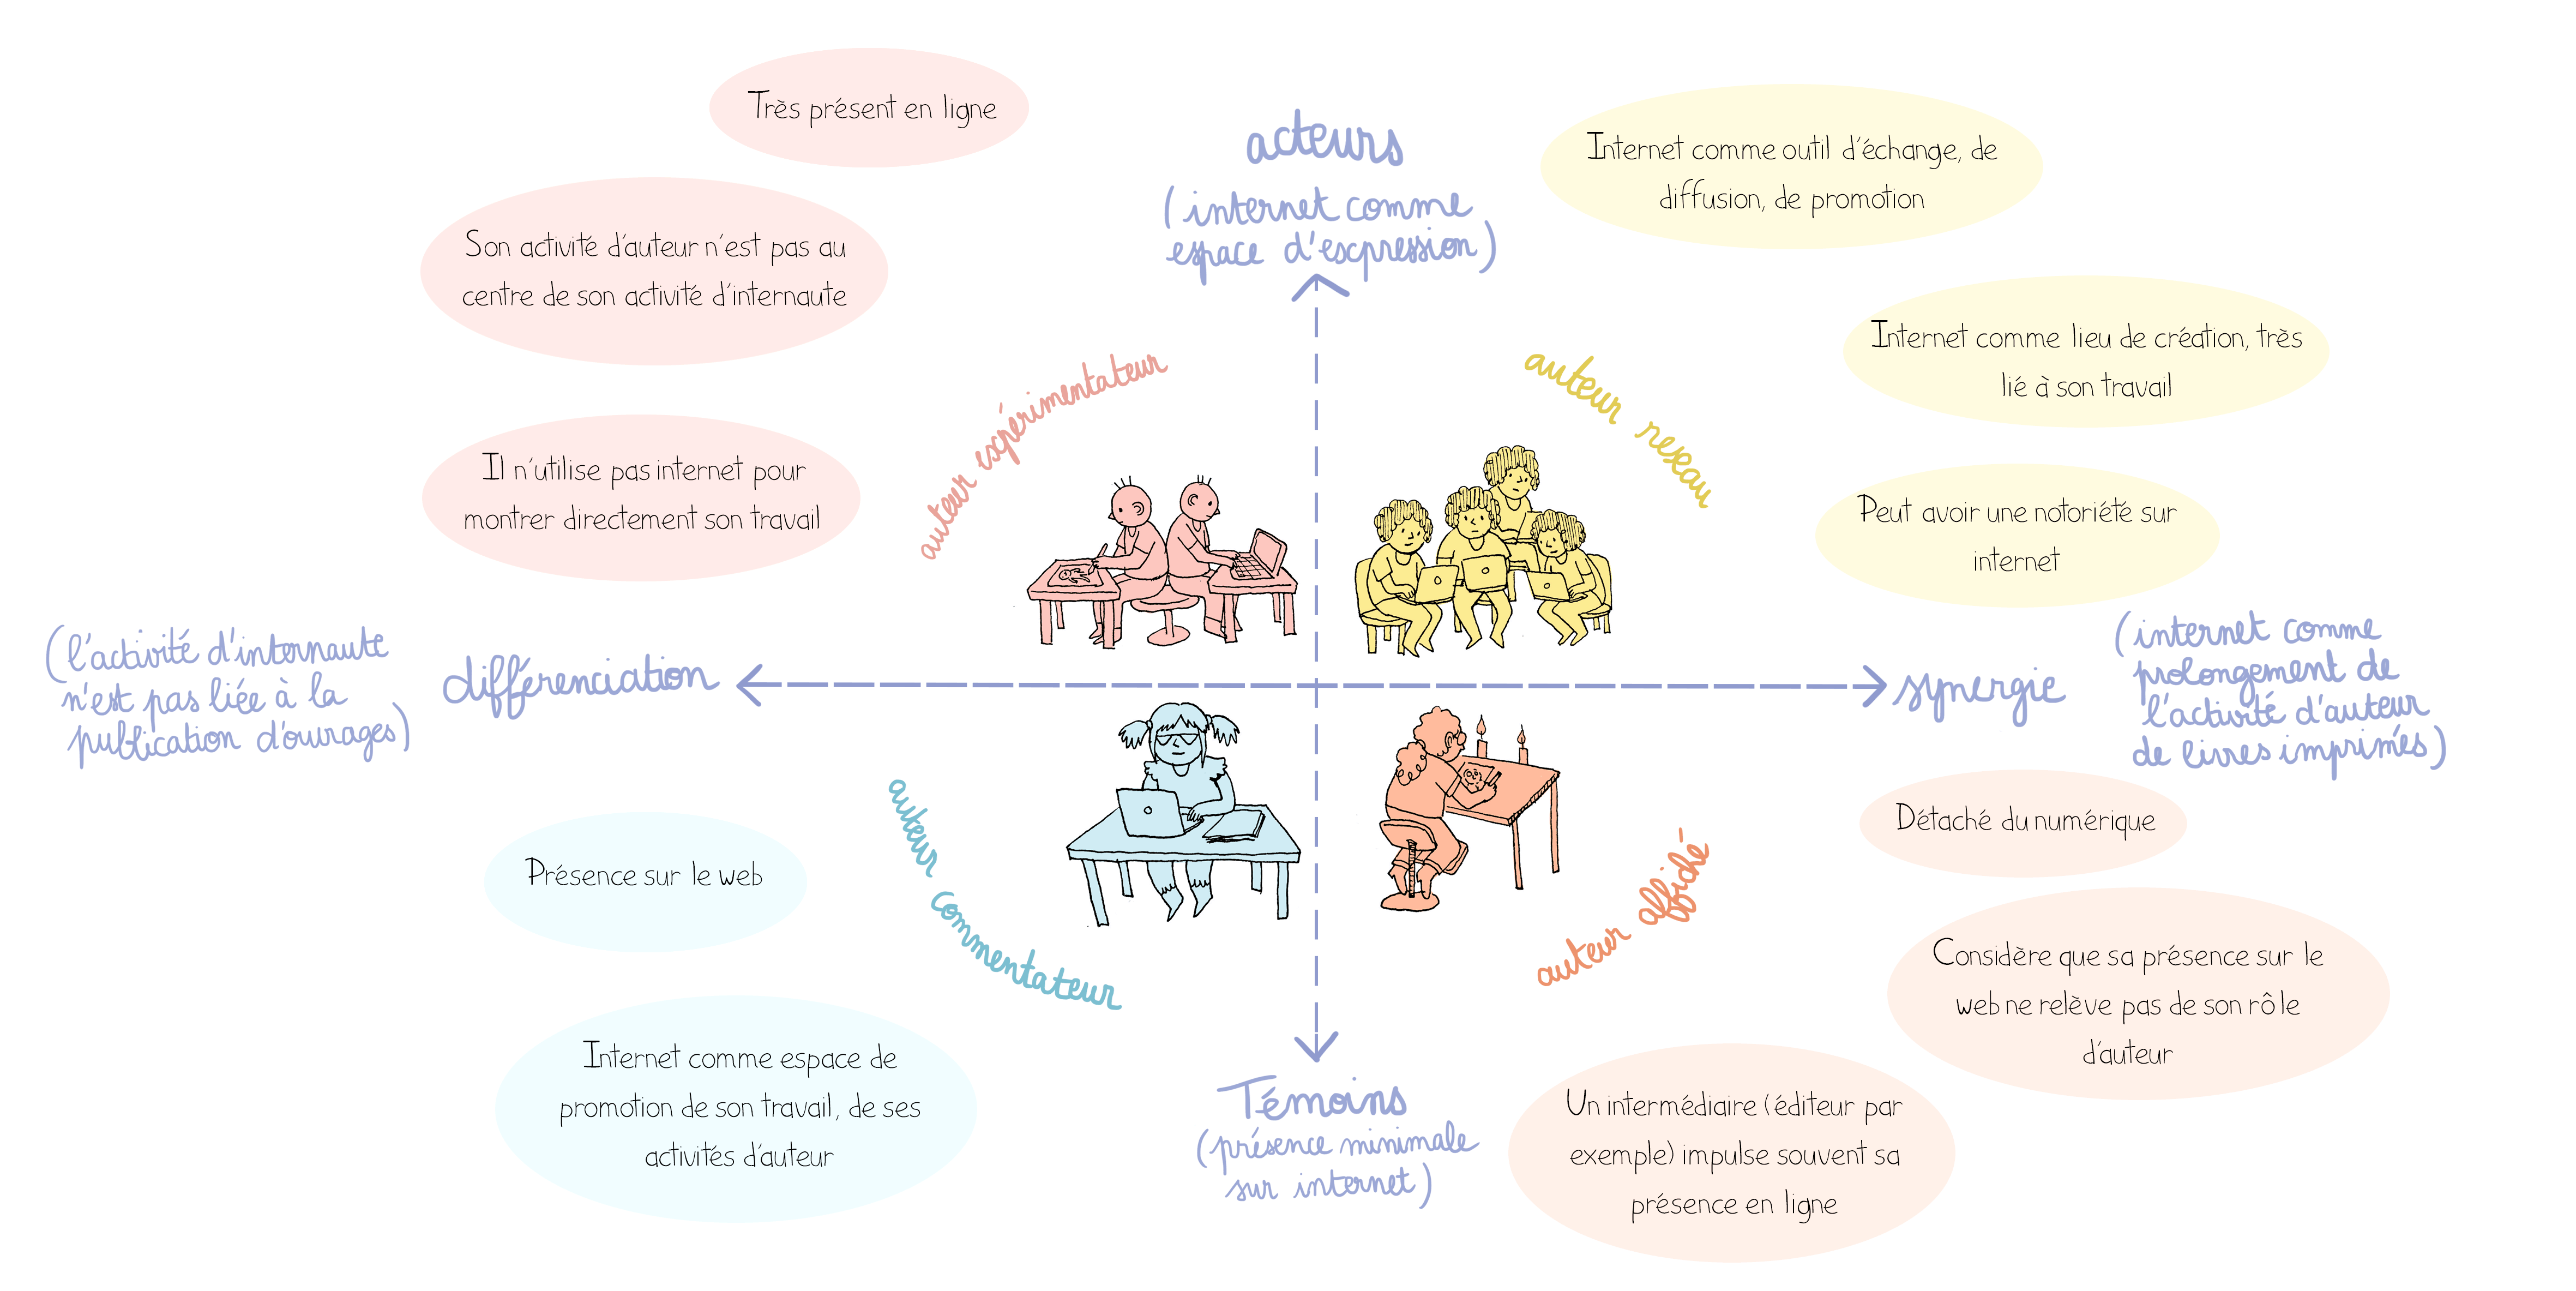 Très présent en ligne
Son activité d'auteur n'est pas au
centre de son activité d'internaute
Il n'utilise pas internet pour
montrer directement son travail
auteur expérimentateur
acteurs
(internet comme
espace d'expression)
Internet comme outil d'échange, de
diffusion, de promotion
Internet comme lieu de création, très
lié à son travail
Peut avoir une notoriété sur
internet
auteur reseau
(l'activité d'internaute
n'est pas liée à la
publication d'ouvrages)
différenciation
synergie
(internet comme
prolongement de
l'activité d'auteur
de livres imprimés)
Présence sur le web
Internet comme espace de
promotion de son travail, de ses
activités d'auteur
auteur commentateur
Témoins
(présence minimale
sur internet)
auteur affiché
Détaché du numérique
Considère que sa présence sur le
web ne relève pas de son rôle
d'auteur
Un intermédiaire (éditeur par
exemple) impulse souvent sa
présence en ligne